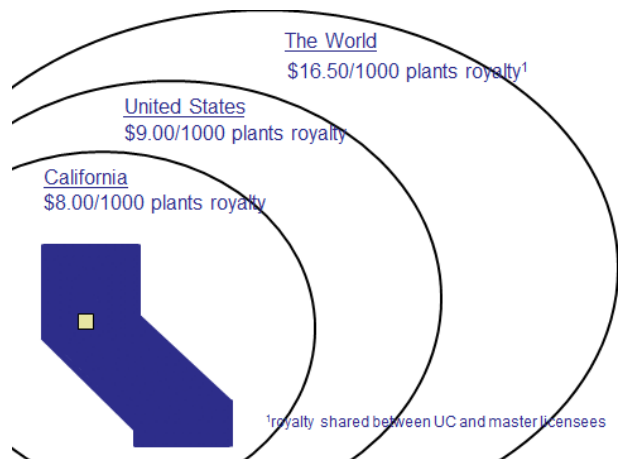 The World
$16.50/1000 plants royalty¹
United States
$9.00/1000 plants royalty
California
$8.00/1000 plants royalty
¹royalty shared between UC and master licensees